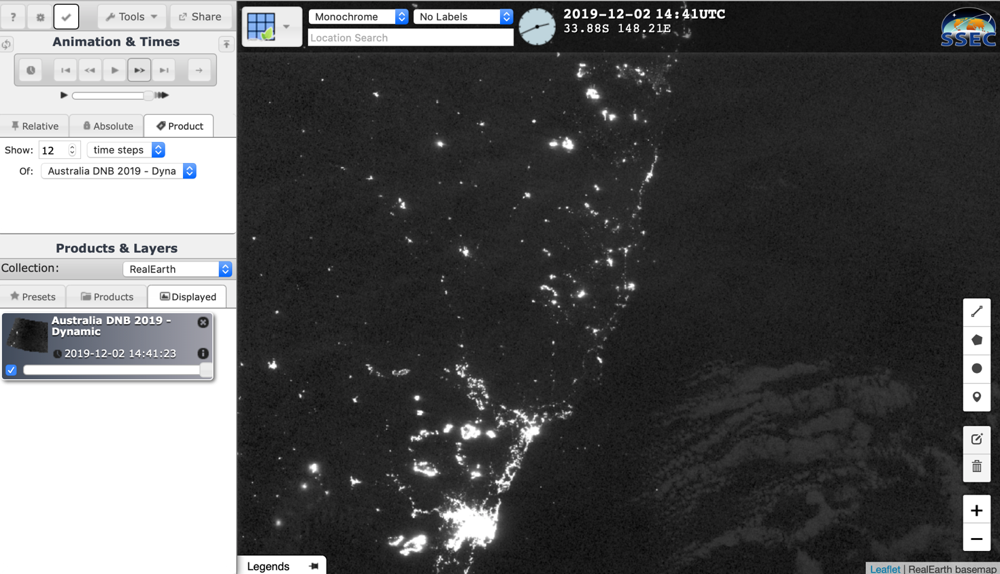 ?
Tools
Share
Animation & Times
Relative
Absolute
Product
Show:
12
time steps
Of:
Australia DNB 2019 - Dyna
Products & Layers
Collection:
RealEarth
Presets
Products
Displayed
Australia DNB 2019 -
Dynamic
2019-12-02 14:41:23
i
Monochrome
No Labels
Location Search
2019-12-02 14:41UTC
33.88S 148.21E
SSEC
+
−
Legends
Leaflet | RealEarth basemap